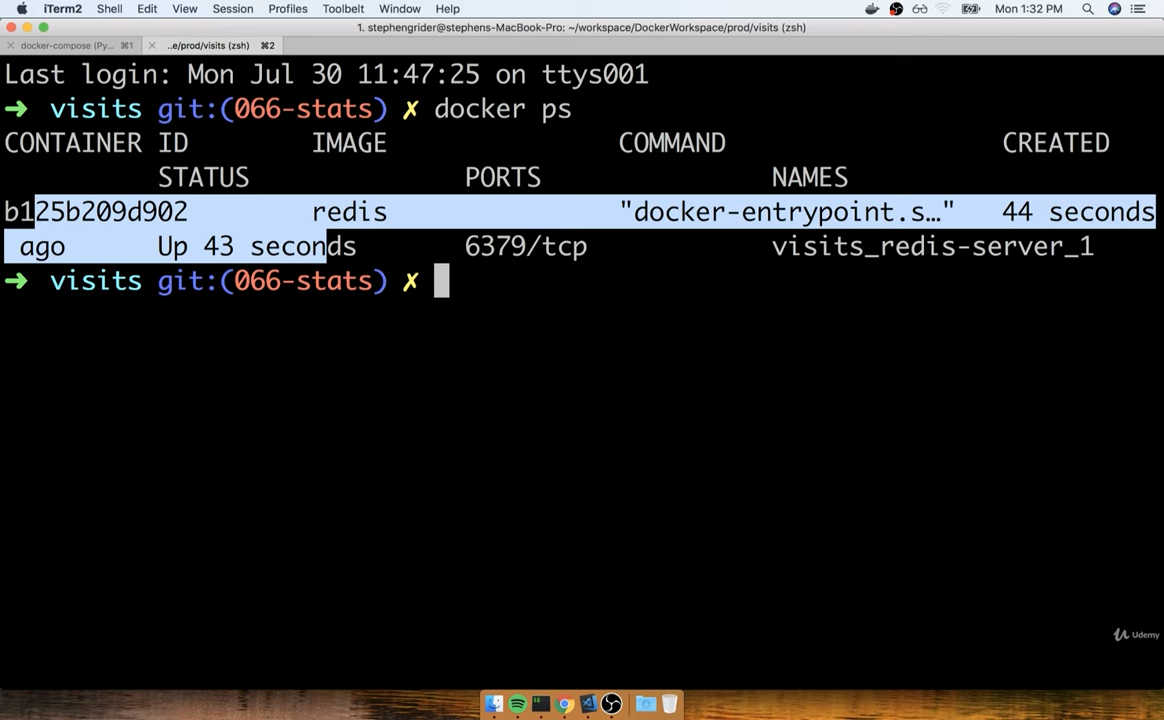 iTerm2 Shell Edit View Session Profiles Toolbelt Window Help Mon 1:32 PM
1. stephengrider@stephens-MacBook-Pro: ~/workspace/DockerWorkspace/prod/visits (zsh)
docker-compose (Py... ⌘1 ..e/prod/visits (zsh) ⌘2
Last login: Mon Jul 30 11:47:25 on ttys001
➜ visits git:(066-stats) ✗ docker ps
CONTAINER ID IMAGE COMMAND CREATED
STATUS PORTS NAMES
b125b209d902 redis "docker-entrypoint.s…" 44 seconds
ago Up 43 seconds 6379/tcp visits_redis-server_1
➜ visits git:(066-stats) ✗
Udemy